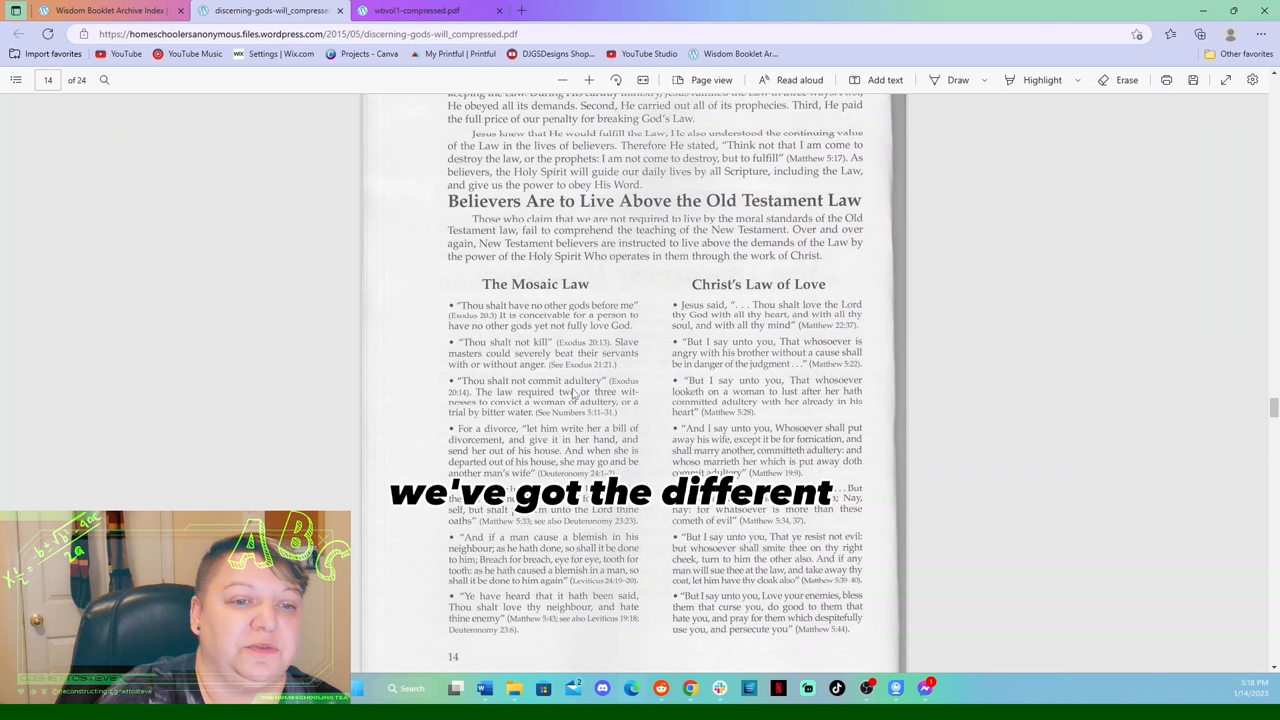 Wisdom Booklet Archive Index |
discerning-gods-will_compressed
wbvol1-compressed.pdf
https://homeschoolersanonymous.files.wordpress.com/2015/05/discerning-gods-will_compressed.pdf
Import favorites
YouTube
YouTube Music
Settings | Wix.com
Projects - Canva
My Printful | Printful
DJGSDesigns Shop...
YouTube Studio
Wisdom Booklet Ar...
Other favorites
14 of 24
Page view
Read aloud
Add text
Draw
Highlight
Erase
He obeyed all its demands. Second, He carried out all of its prophecies. Third, He paid
the full price of our penalty for breaking God's Law.
Jesus knew that He would fulfill the Law; He also understood the continuing value
of the Law in the lives of believers. Therefore He stated, "Think not that I am come to
destroy the law, or the prophets: I am not come to destroy, but to fulfill" (Matthew 5:17). As
believers, the Holy Spirit will guide our daily lives by all Scripture, including the Law,
and give us the power to obey His Word.
Believers Are to Live Above the Old Testament Law
Those who claim that we are not required to live by the moral standards of the Old
Testament law, fail to comprehend the teaching of the New Testament. Over and over
again, New Testament believers are instructed to live above the demands of the Law by
the power of the Holy Spirit Who operates in them through the work of Christ.
The Mosaic Law
• "Thou shalt have no other gods before me"
(Exodus 20:3) It is conceivable for a person to
have no other gods yet not fully love God.
• "Thou shalt not kill" (Exodus 20:13). Slave
masters could severely beat their servants
with or without anger. (See Exodus 21:21.)
• "Thou shalt not commit adultery" (Exodus
20:14). The law required two or three wit-
nesses to convict a woman of adultery, or a
trial by bitter water. (See Numbers 5:11–31.)
• For a divorce, "let him write her a bill of
divorcement, and give it in her hand, and
send her out of his house. And when she is
departed out of his house, she may go and be
another man's wife" (Deuteronomy 24:1–2)
self, but shalt unto the Lord thine
oaths" (Matthew 5:33; see also Deuteronomy 23:23).
• "And if a man cause a blemish in his
neighbour; as he hath done, so shall it be done
to him; Breach for breach, eye for eye, tooth for
tooth: as he hath caused a blemish in a man, so
shall it be done to him again" (Leviticus 24:19–20).
• "Ye have heard that it hath been said,
Thou shalt love thy neighbour, and hate
thine enemy" (Matthew 5:43; see also Leviticus 19:18;
Deuteronomy 23:6).
14
Christ's Law of Love
• Jesus said, ". . . Thou shalt love the Lord
thy God with all thy heart, and with all thy
soul, and with all thy mind" (Matthew 22:37).
• "But I say unto you, That whosoever is
angry with his brother without a cause shall
be in danger of the judgment . . ." (Matthew 5:22).
• "But I say unto you, That whosoever
looketh on a woman to lust after her hath
committed adultery with her already in his
heart" (Matthew 5:28).
• "And I say unto you, Whosoever shall put
away his wife, except it be for fornication, and
shall marry another, committeth adultery: and
whoso marrieth her which is put away doth
commit adultery" (Matthew 19:9).
But
Nay,
nay: for whatsoever is more than these
cometh of evil" (Matthew 5:34, 37).
• "But I say unto you, That ye resist not evil:
but whosoever shall smite thee on thy right
cheek, turn to him the other also. And if any
man will sue thee at the law, and take away thy
coat, let him have thy cloak also" (Matthew 5:39–40).
• "But I say unto you, Love your enemies, bless
them that curse you, do good to them that
hate you, and pray for them which despitefully
use you, and persecute you" (Matthew 5:44).
we've got the different
ABC
2a
Search
5:18 PM
1/14/2023